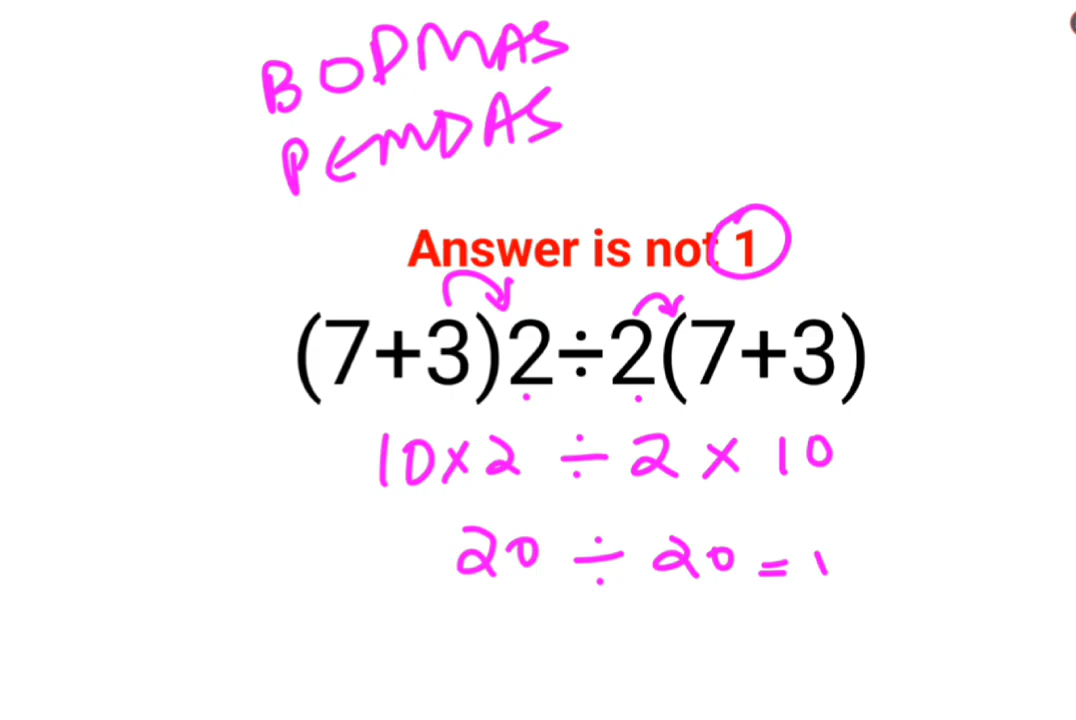 BODMAS
PEMDAS
Answer is not 1
(7+3)2÷2(7+3)
10×2 ÷ 2 × 10
20 ÷ 20 = 1